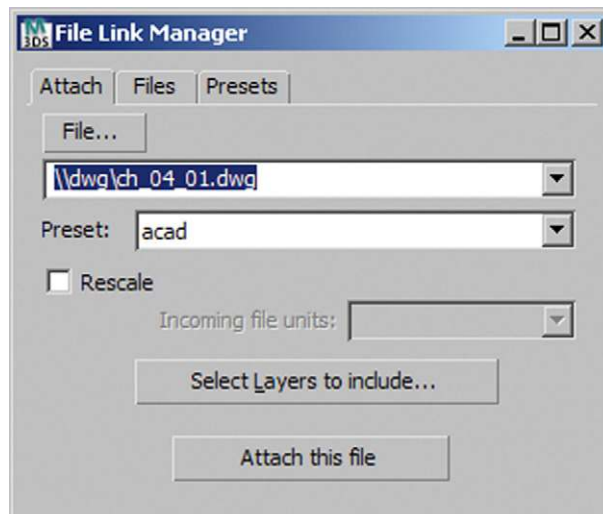 M 3DS File Link Manager
Attach Files Presets
File...
\\dwg\ch_04_01.dwg
Preset: acad
Rescale
Incoming file units:
Select Layers to include...
Attach this file